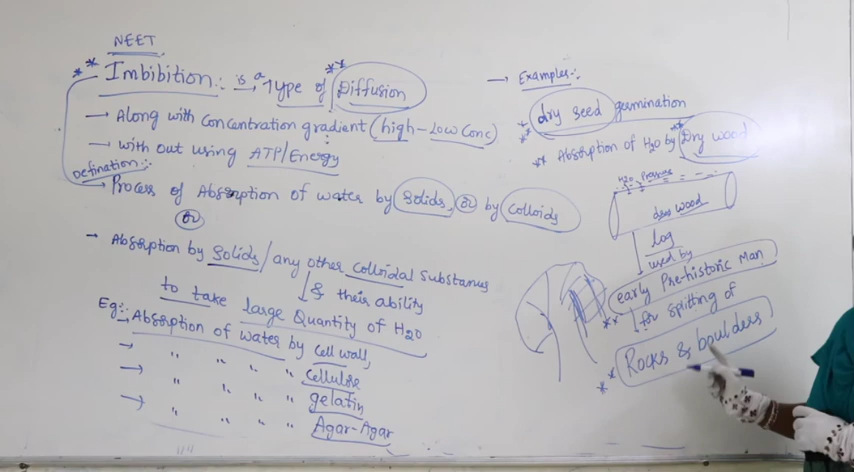 NEET
** Imbibition:- is a Type of ** Diffusion
→ Along with Concentration gradient (high - Low Conc)
→ with out using ATP/Energy
Defination:-
→ Process of Absorption of water by Solids, or by Colloids
or
→ Absorption by Solids/any other Colloidal Substanus
& their ability
to take large Quantity of H2O
Eg:- Absorption of water by Cell wall,
→ " " " " Cellulose
→ " " " " gelatin
→ " " " " Agar-Agar
→ Examples:-
** dry seed germination
** Absorption of H2O by ** Dry wood
H2O Pressure
dry wood
Log
used by
early Pre-historic Man
** for spitting of
** Rocks & boulders